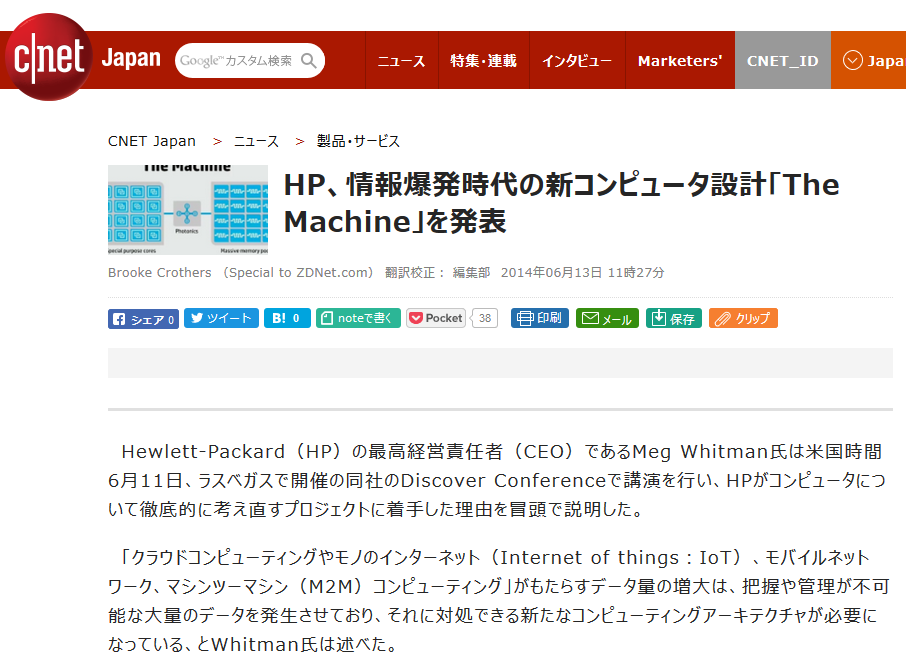 c|net Japan
Google™ カスタム検索
ニュース
特集・連載
インタビュー
Marketers'
CNET_ID
Japa
CNET Japan > ニュース > 製品・サービス
The Machine
Photonics
pecial purpose cores
Massive memory poo
HP、情報爆発時代の新コンピュータ設計「The
Machine」を発表
Brooke Crothers （Special to ZDNet.com） 翻訳校正： 編集部 2014年06月13日 11時27分
シェア 0
ツイート
B! 0
noteで書く
Pocket
38
印刷
メール
保存
クリップ
Hewlett-Packard（HP）の最高経営責任者（CEO）であるMeg Whitman氏は米国時間
6月11日、ラスベガスで開催の同社のDiscover Conferenceで講演を行い、HPがコンピュータにつ
いて徹底的に考え直すプロジェクトに着手した理由を冒頭で説明した。
「クラウドコンピューティングやモノのインターネット（Internet of things：IoT）、モバイルネット
ワーク、マシンツーマシン（M2M）コンピューティング」がもたらすデータ量の増大は、把握や管理が不可
能な大量のデータを発生させており、それに対処できる新たなコンピューティングアーキテクチャが必要に
なっている、とWhitman氏は述べた。